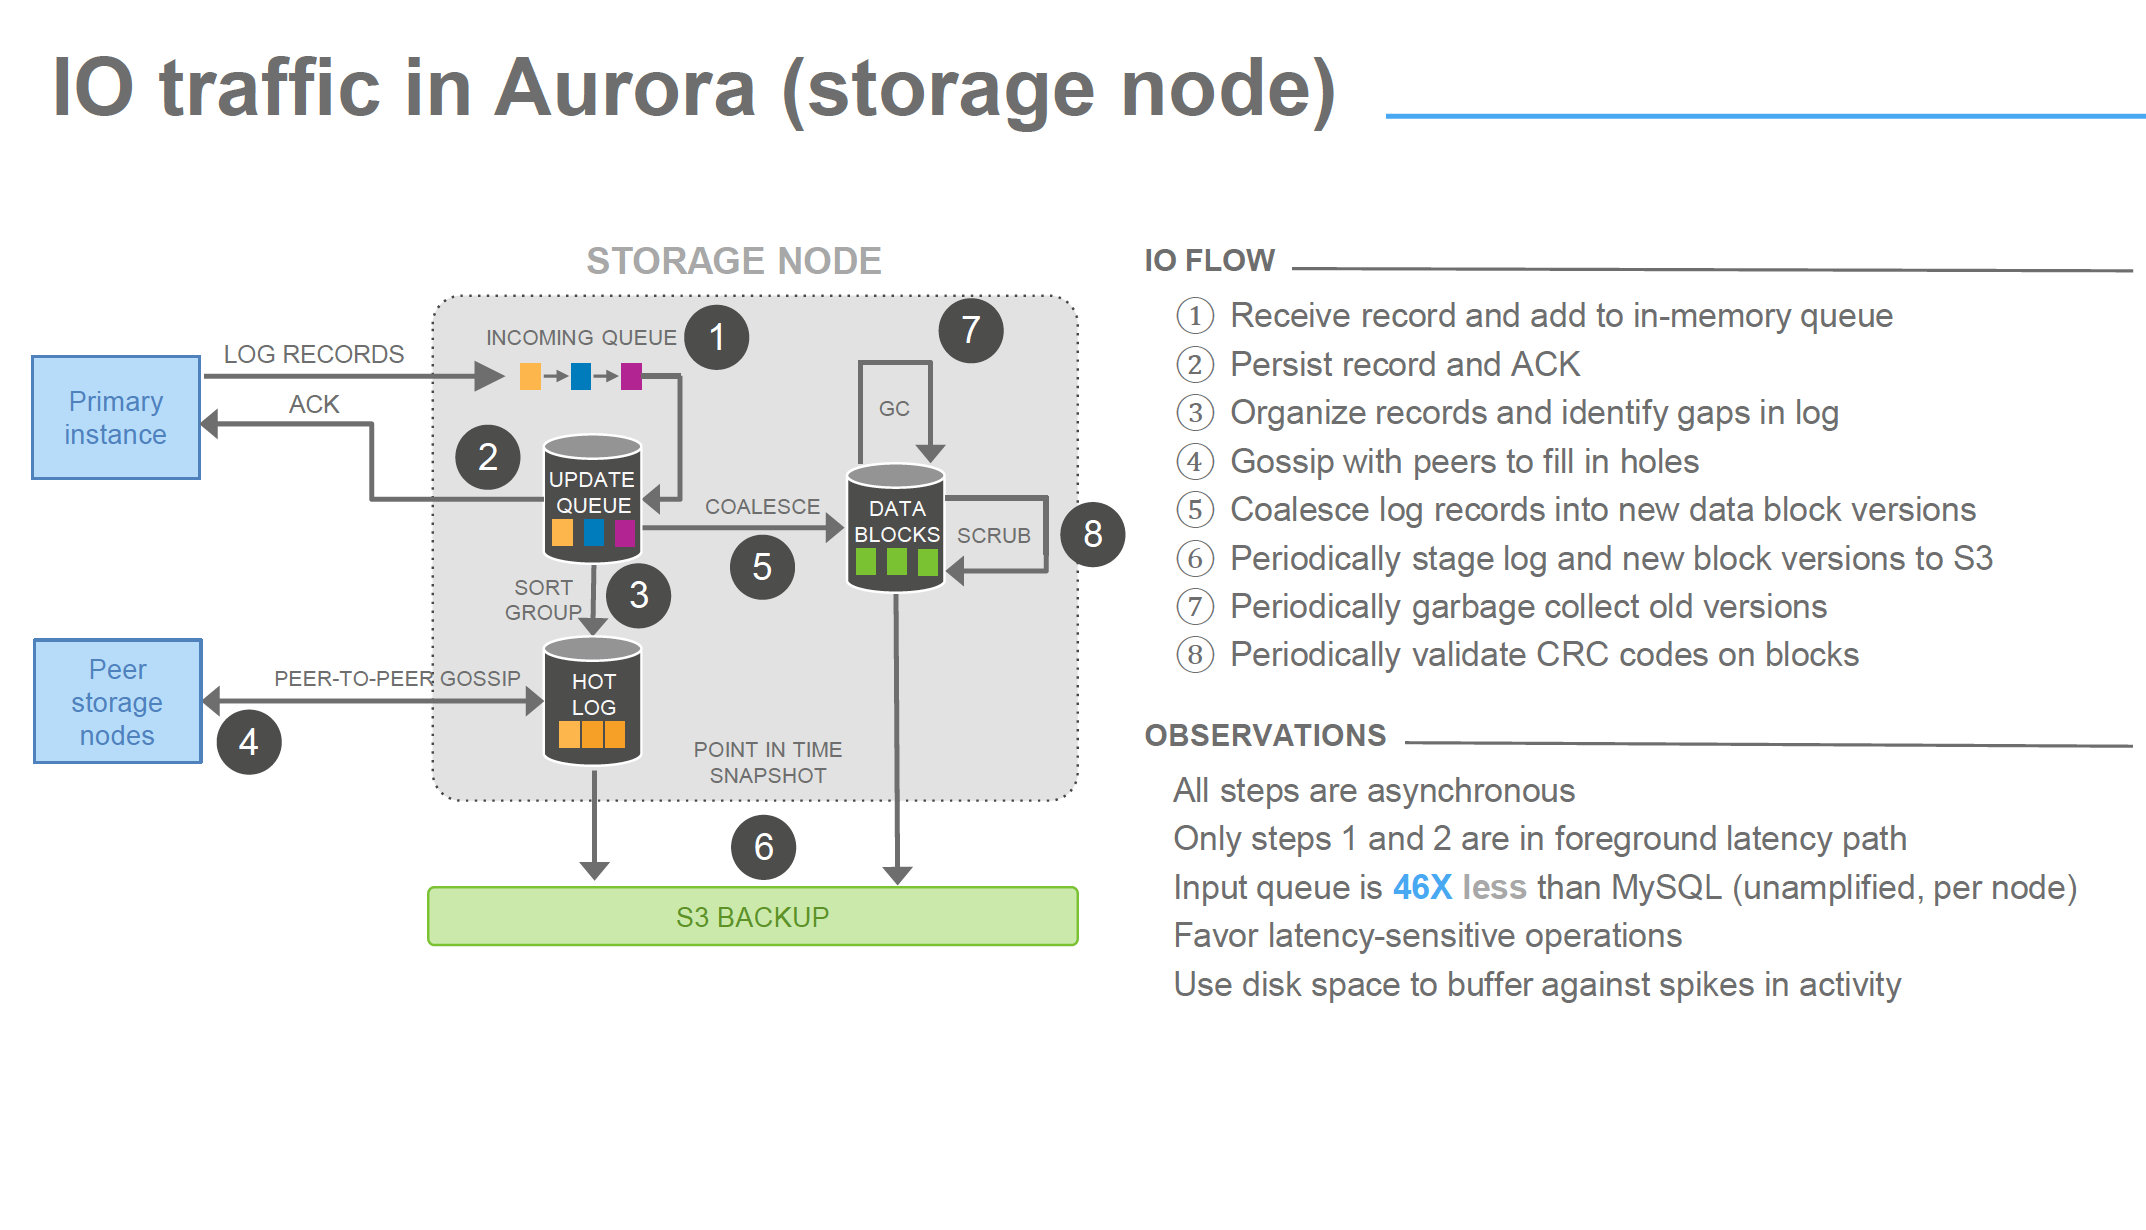 IO traffic in Aurora (storage node)
STORAGE NODE
INCOMING QUEUE
1
7
LOG RECORDS
Primary
instance
ACK
GC
2
UPDATE
QUEUE
COALESCE
5
DATA
BLOCKS
SCRUB
8
SORT
GROUP
3
Peer
storage
nodes
PEER-TO-PEER GOSSIP
4
HOT
LOG
POINT IN TIME
SNAPSHOT
6
S3 BACKUP
IO FLOW
① Receive record and add to in-memory queue
② Persist record and ACK
③ Organize records and identify gaps in log
④ Gossip with peers to fill in holes
⑤ Coalesce log records into new data block versions
⑥ Periodically stage log and new block versions to S3
⑦ Periodically garbage collect old versions
⑧ Periodically validate CRC codes on blocks
OBSERVATIONS
All steps are asynchronous
Only steps 1 and 2 are in foreground latency path
Input queue is 46X less than MySQL (unamplified, per node)
Favor latency-sensitive operations
Use disk space to buffer against spikes in activity